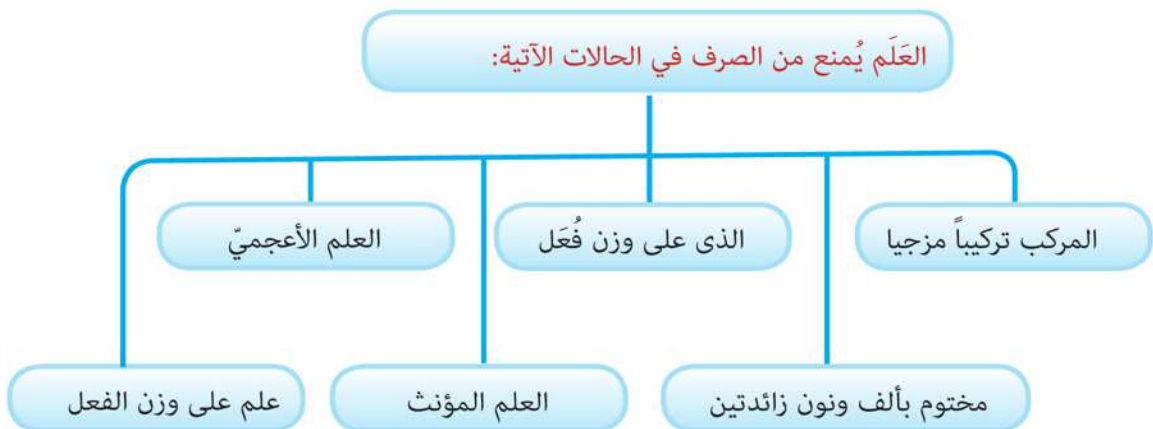 العَلَم يُمنع من الصرف في الحالات الآتية:
المركب تركيباً مزجيا
الذى على وزن فُعَل
العلم الأعجميّ
مختوم بألف ونون زائدتين
العلم المؤنث
علم على وزن الفعل